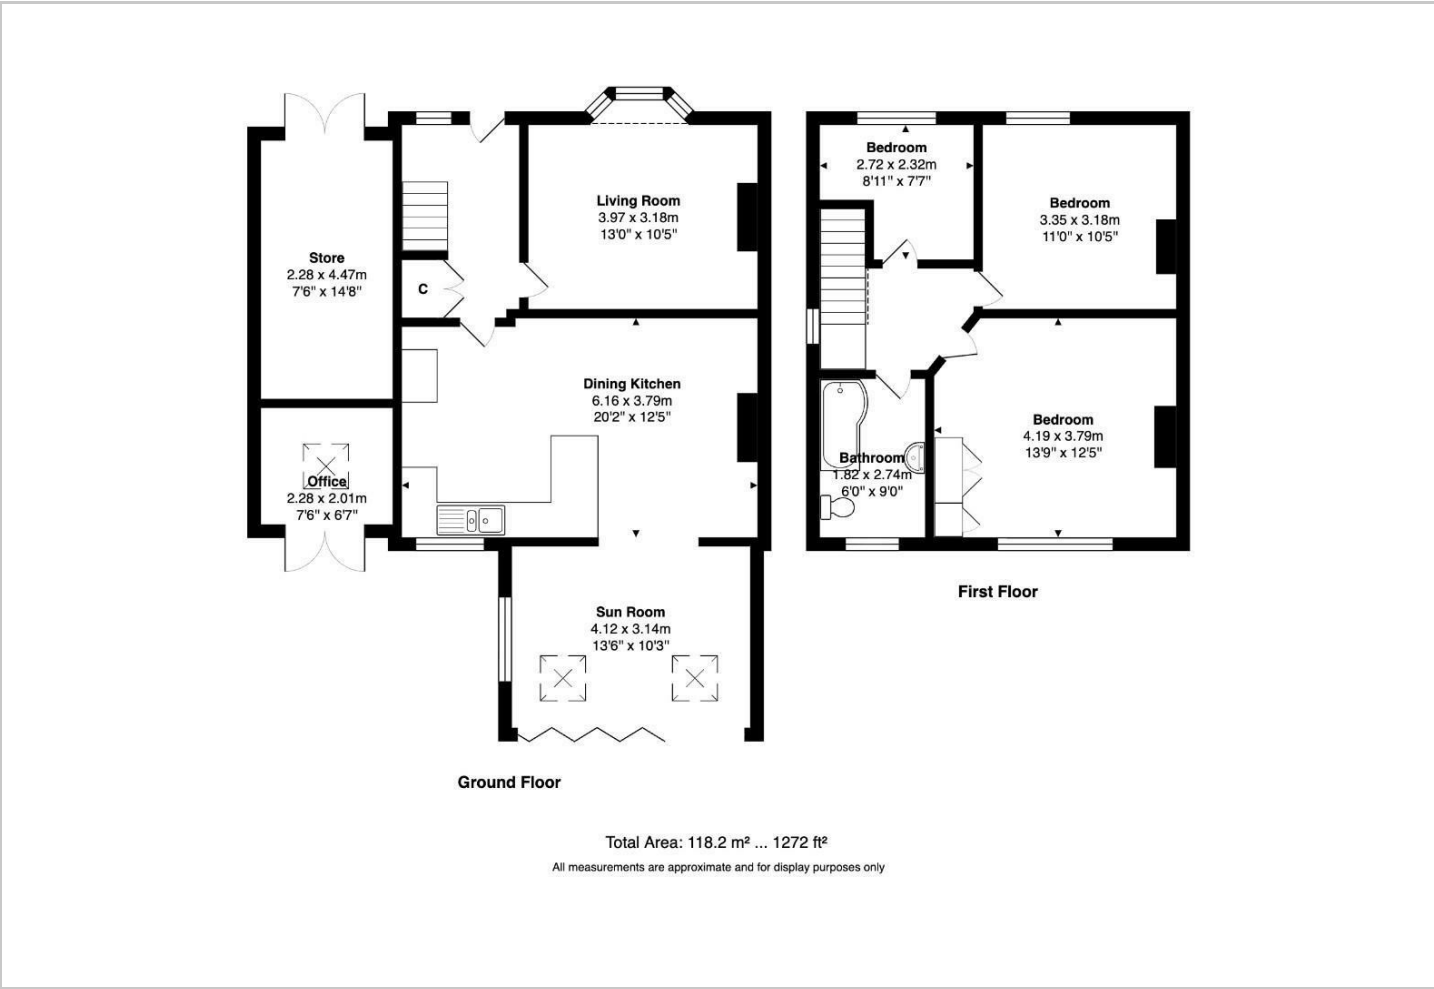 Store
2.28 x 4.47m
7'6" x 14'8"
C
Living Room
3.97 x 3.18m
13'0" x 10'5"
Dining Kitchen
6.16 x 3.79m
20'2" x 12'5"
Office
2.28 x 2.01m
7'6" x 6'7"
Sun Room
4.12 x 3.14m
13'6" x 10'3"
Ground Floor
Bedroom
2.72 x 2.32m
8'11" x 7'7"
Bedroom
3.35 x 3.18m
11'0" x 10'5"
Bedroom
4.19 x 3.79m
13'9" x 12'5"
Bathroom
1.82 x 2.74m
6'0" x 9'0"
First Floor
Total Area: 118.2 m² ... 1272 ft²
All measurements are approximate and for display purposes only